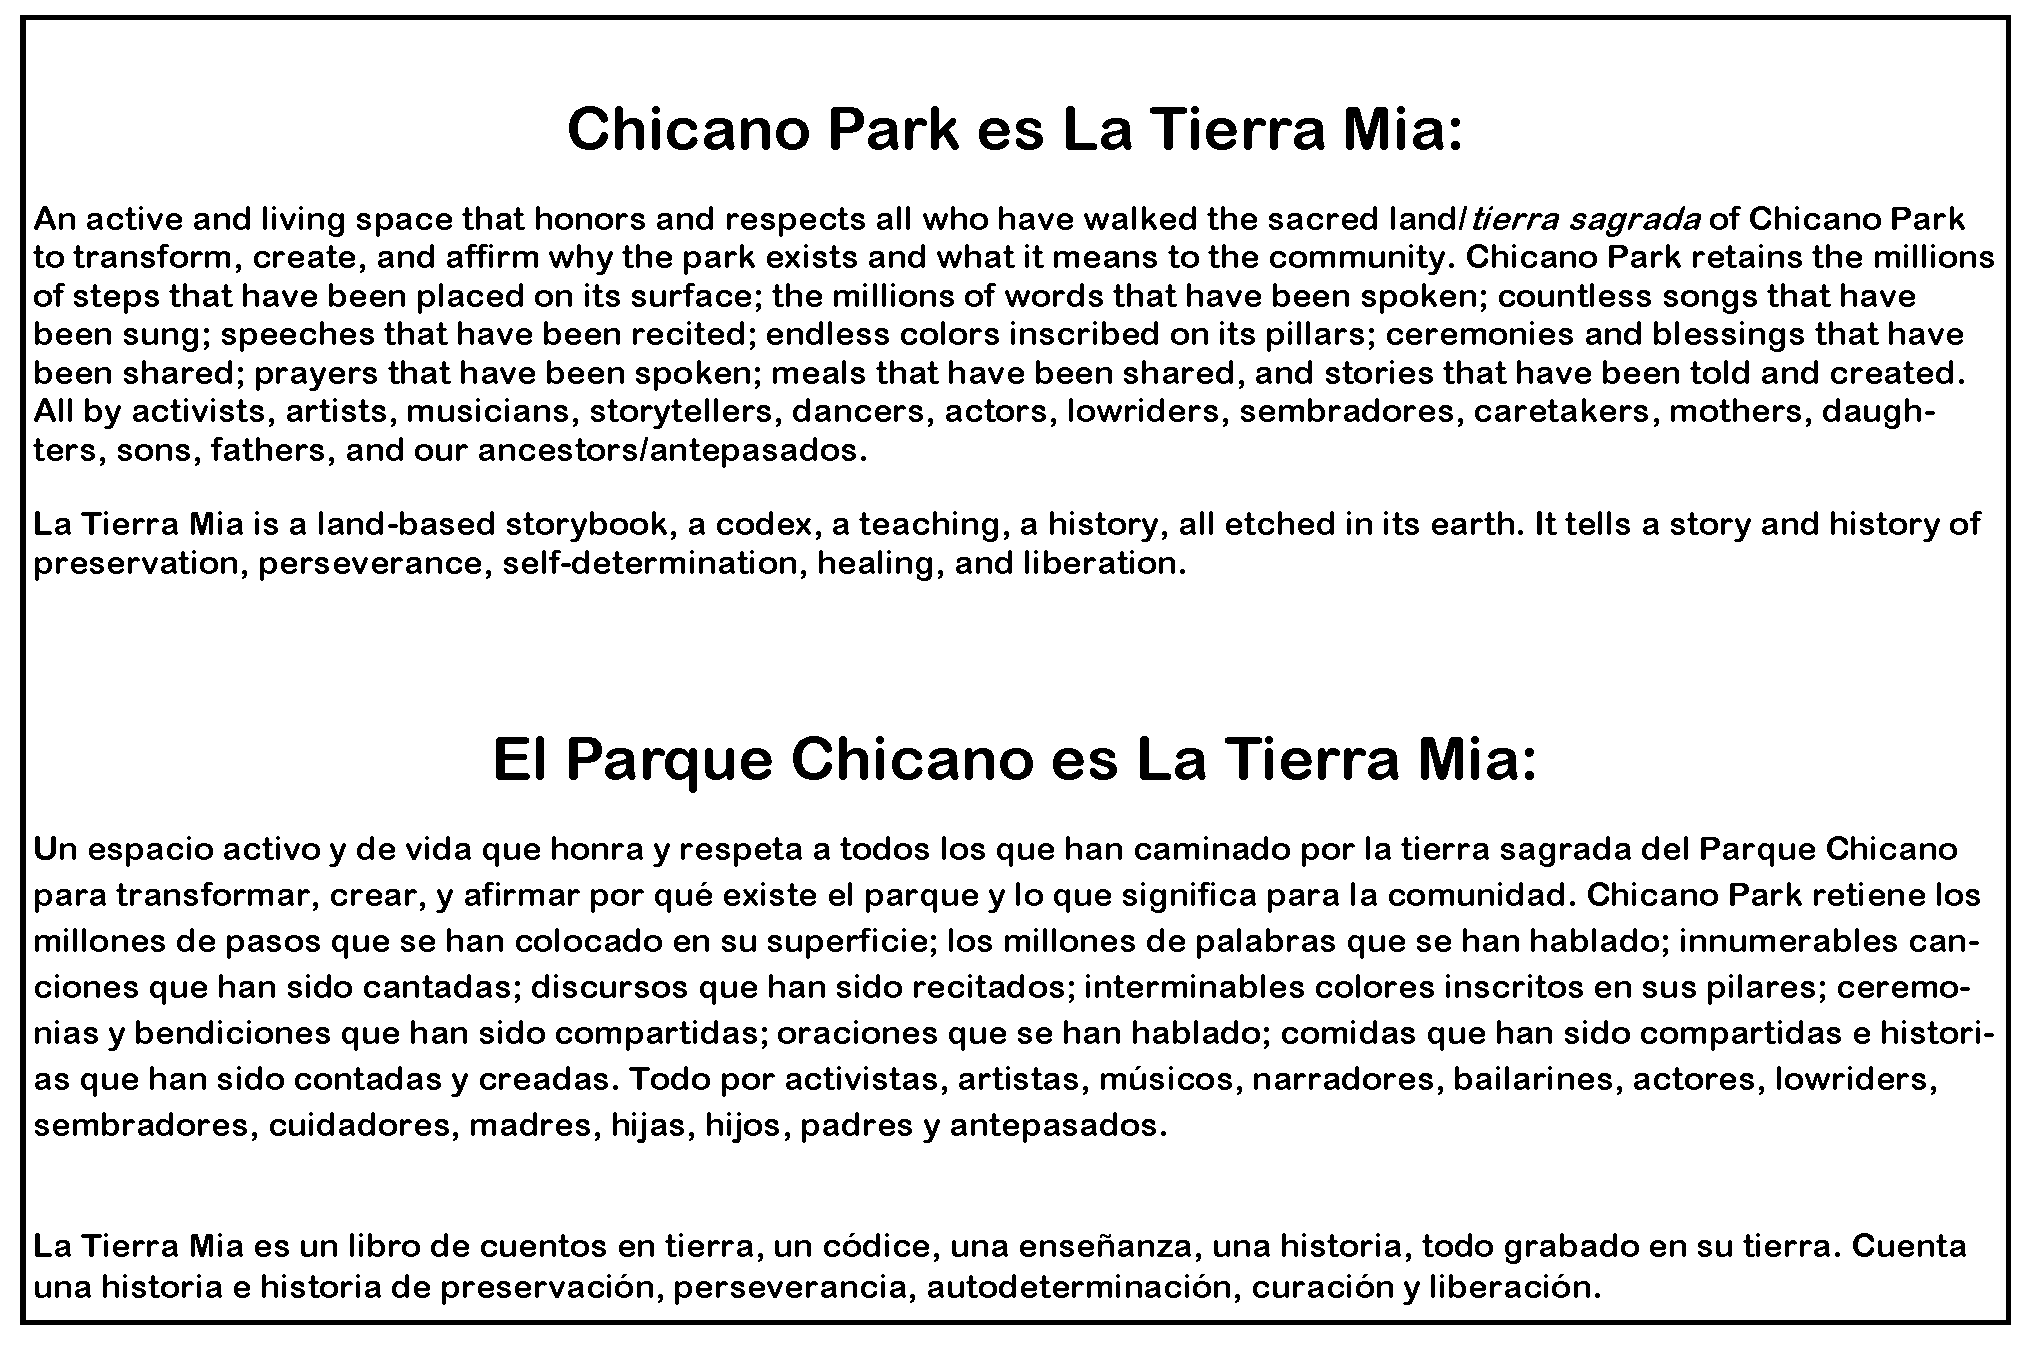 Chicano Park es La Tierra Mia:
An active and living space that honors and respects all who have walked the sacred land/tierra sagrada of Chicano Park
to transform, create, and affirm why the park exists and what it means to the community. Chicano Park retains the millions
of steps that have been placed on its surface; the millions of words that have been spoken; countless songs that have
been sung; speeches that have been recited; endless colors inscribed on its pillars; ceremonies and blessings that have
been shared; prayers that have been spoken; meals that have been shared, and stories that have been told and created.
All by activists, artists, musicians, storytellers, dancers, actors, lowriders, sembradores, caretakers, mothers, daugh-
ters, sons, fathers, and our ancestors/antepasados.
La Tierra Mia is a land-based storybook, a codex, a teaching, a history, all etched in its earth. It tells a story and history of
preservation, perseverance, self-determination, healing, and liberation.
El Parque Chicano es La Tierra Mia:
Un espacio activo y de vida que honra y respeta a todos los que han caminado por la tierra sagrada del Parque Chicano
para transformar, crear, y afirmar por qué existe el parque y lo que significa para la comunidad. Chicano Park retiene los
millones de pasos que se han colocado en su superficie; los millones de palabras que se han hablado; innumerables can-
ciones que han sido cantadas; discursos que han sido recitados; interminables colores inscritos en sus pilares; ceremo-
nias y bendiciones que han sido compartidas; oraciones que se han hablado; comidas que han sido compartidas e histori-
as que han sido contadas y creadas. Todo por activistas, artistas, músicos, narradores, bailarines, actores, lowriders,
sembradores, cuidadores, madres, hijas, hijos, padres y antepasados.
La Tierra Mia es un libro de cuentos en tierra, un códice, una enseñanza, una historia, todo grabado en su tierra. Cuenta
una historia e historia de preservación, perseverancia, autodeterminación, curación y liberación.